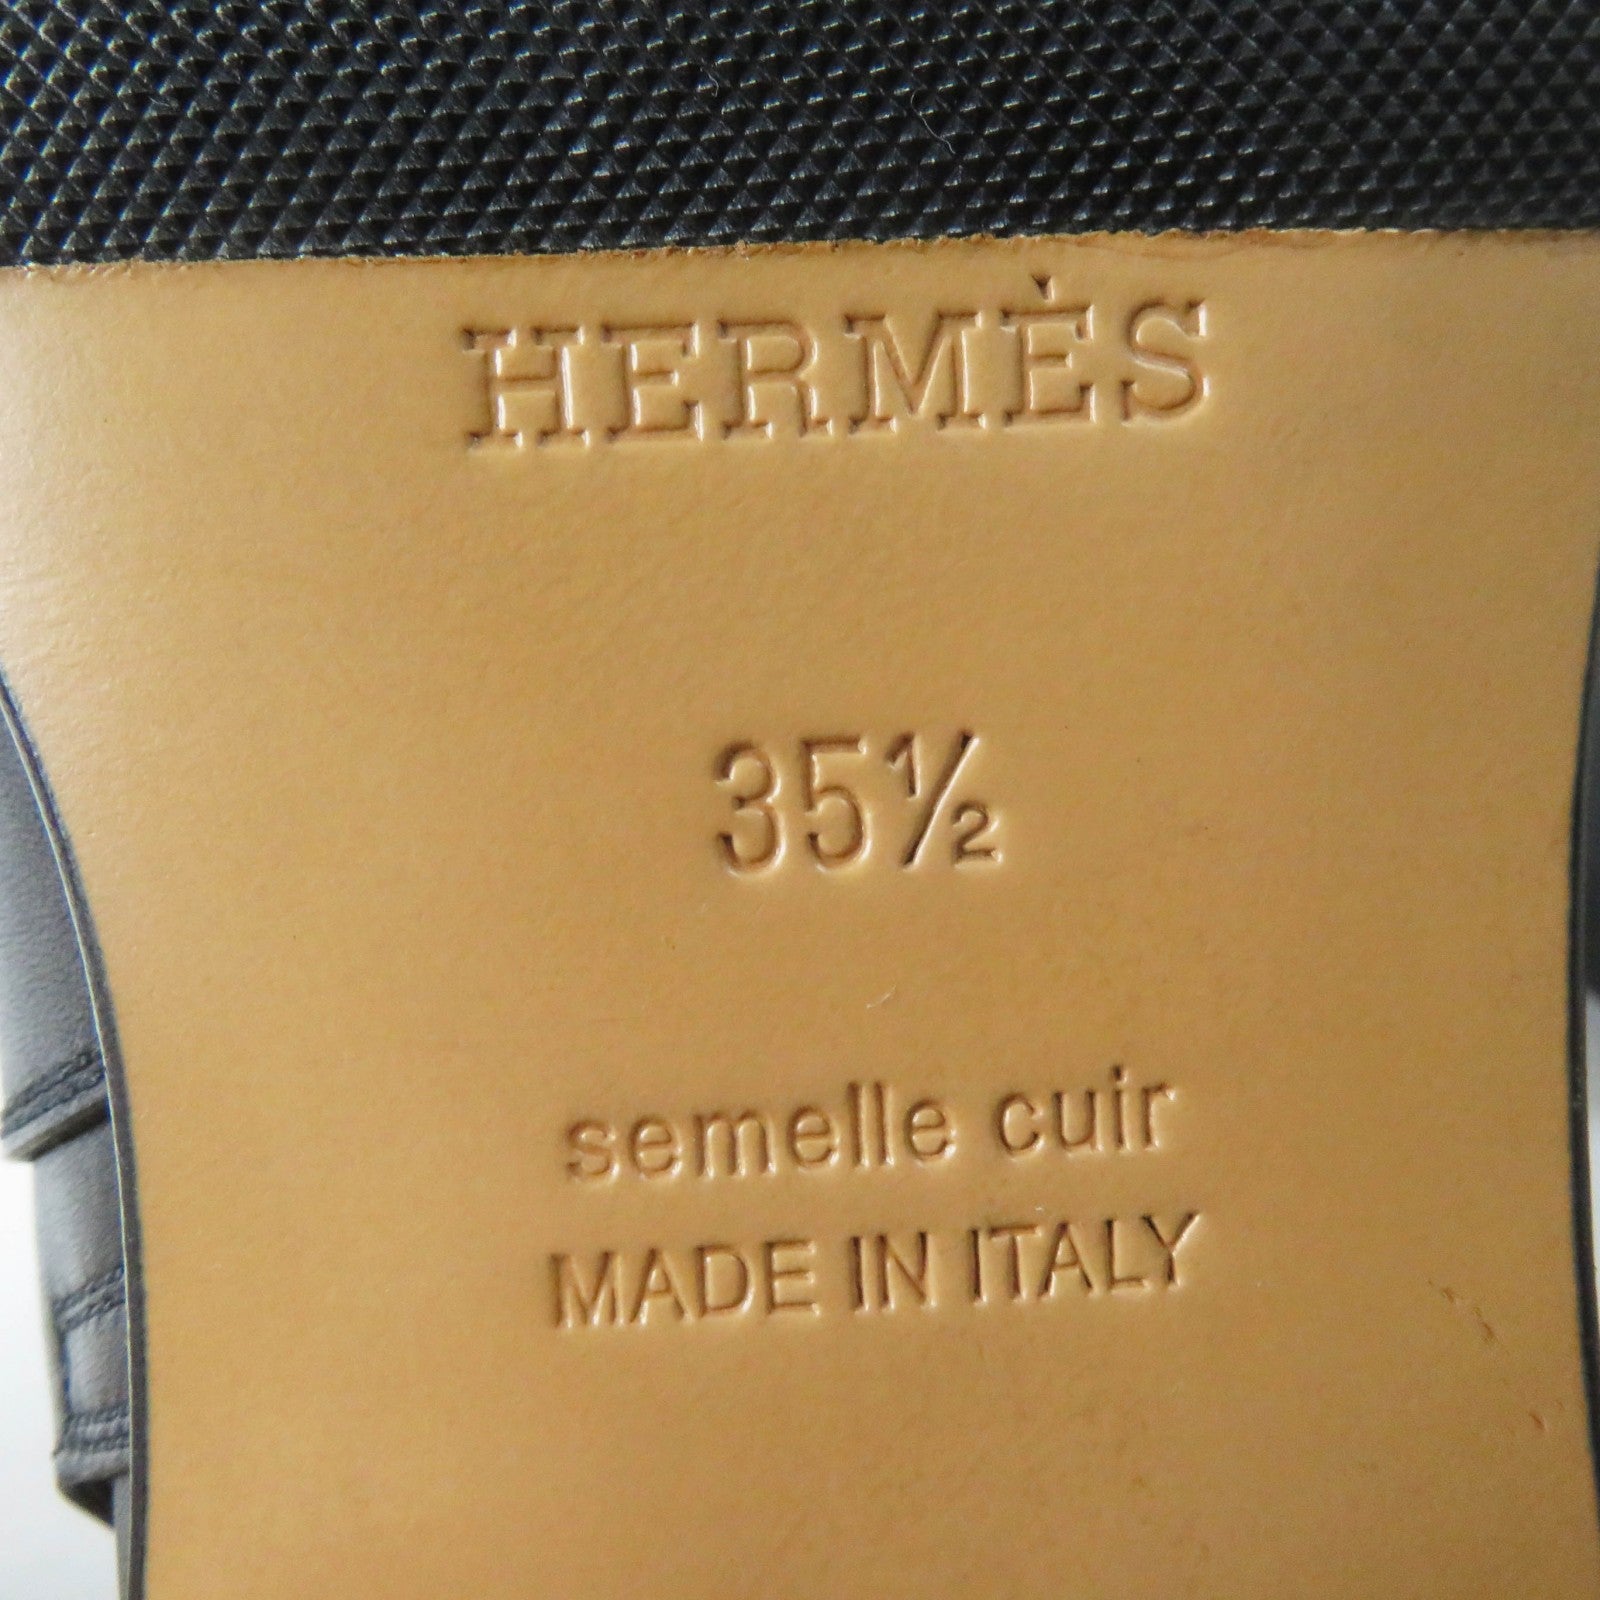 HERMÈS
35½
semelle cuir
MADE IN ITALY